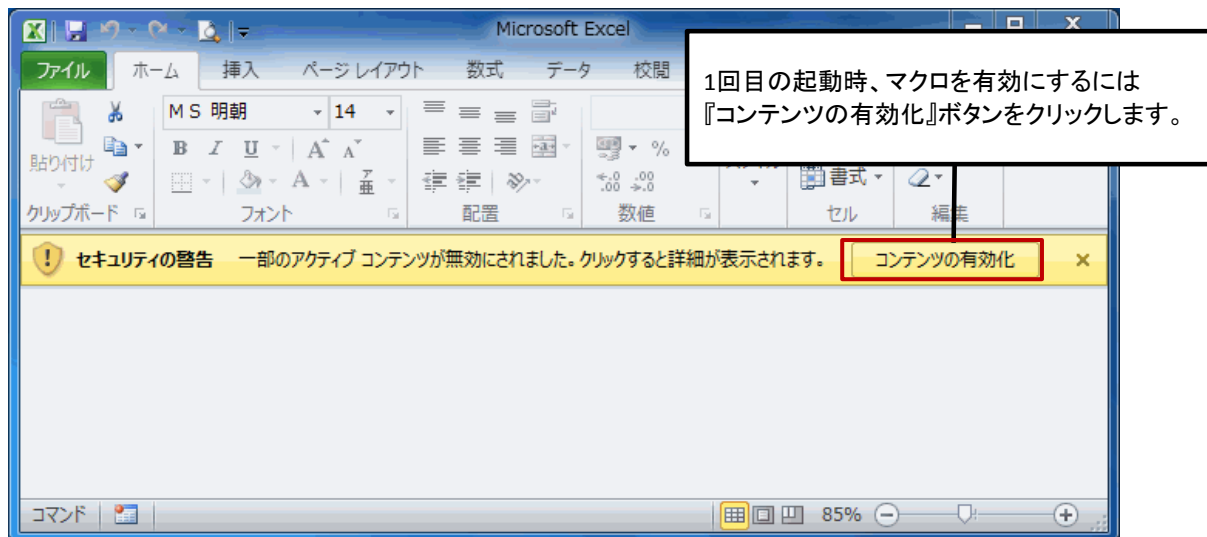 Microsoft Excel
ファイル ホーム 挿入 ページ レイアウト 数式 データ 校閲
1回目の起動時、マクロを有効にするには
『コンテンツの有効化』ボタンをクリックします。
ＭＳ 明朝 14
貼り付け B I U A A %
A 亜 .00 .00 書式
クリップボード フォント 配置 数値 セル 編集
セキュリティの警告 一部のアクティブ コンテンツが無効にされました。クリックすると詳細が表示されます。 コンテンツの有効化
コマンド 85%